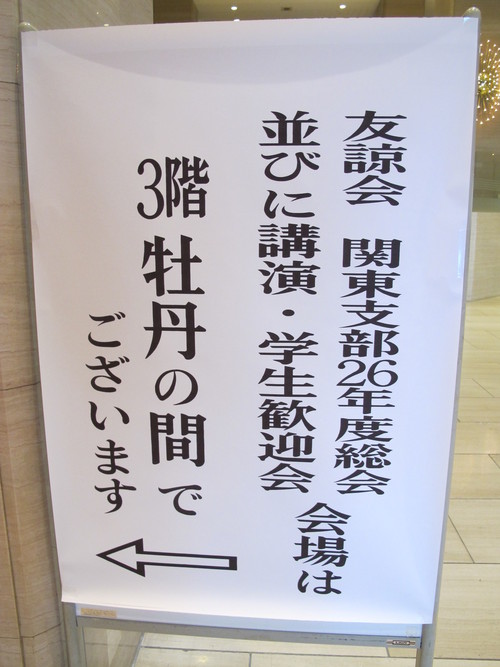 友諒会　関東支部26年度総会
並びに講演・学生歓迎会
会場は
3階 牡丹の間で
ございます